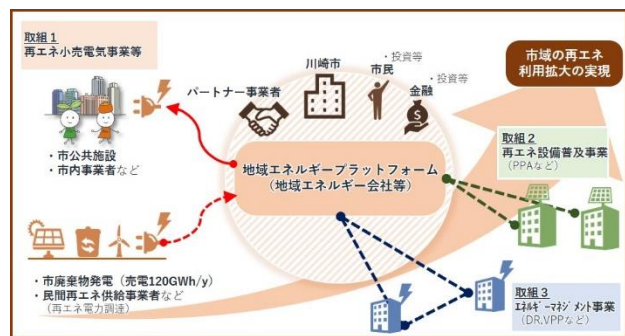 取組1
再エネ小売電気事業等
・市公共施設
・市内事業者など
パートナー事業者
川崎市
・投資等
市民
・投資等
金融
市域の再エネ
利用拡大の実現
地域エネルギープラットフォーム
(地域エネルギー会社等)
取組2
再エネ設備普及事業
(PPAなど)
・市廃棄物発電(売電120GWh/y)
・民間再エネ供給事業者など
(再エネ電力調達)
取組3
エネルギーマネジメント事業
(DR,VPPなど)